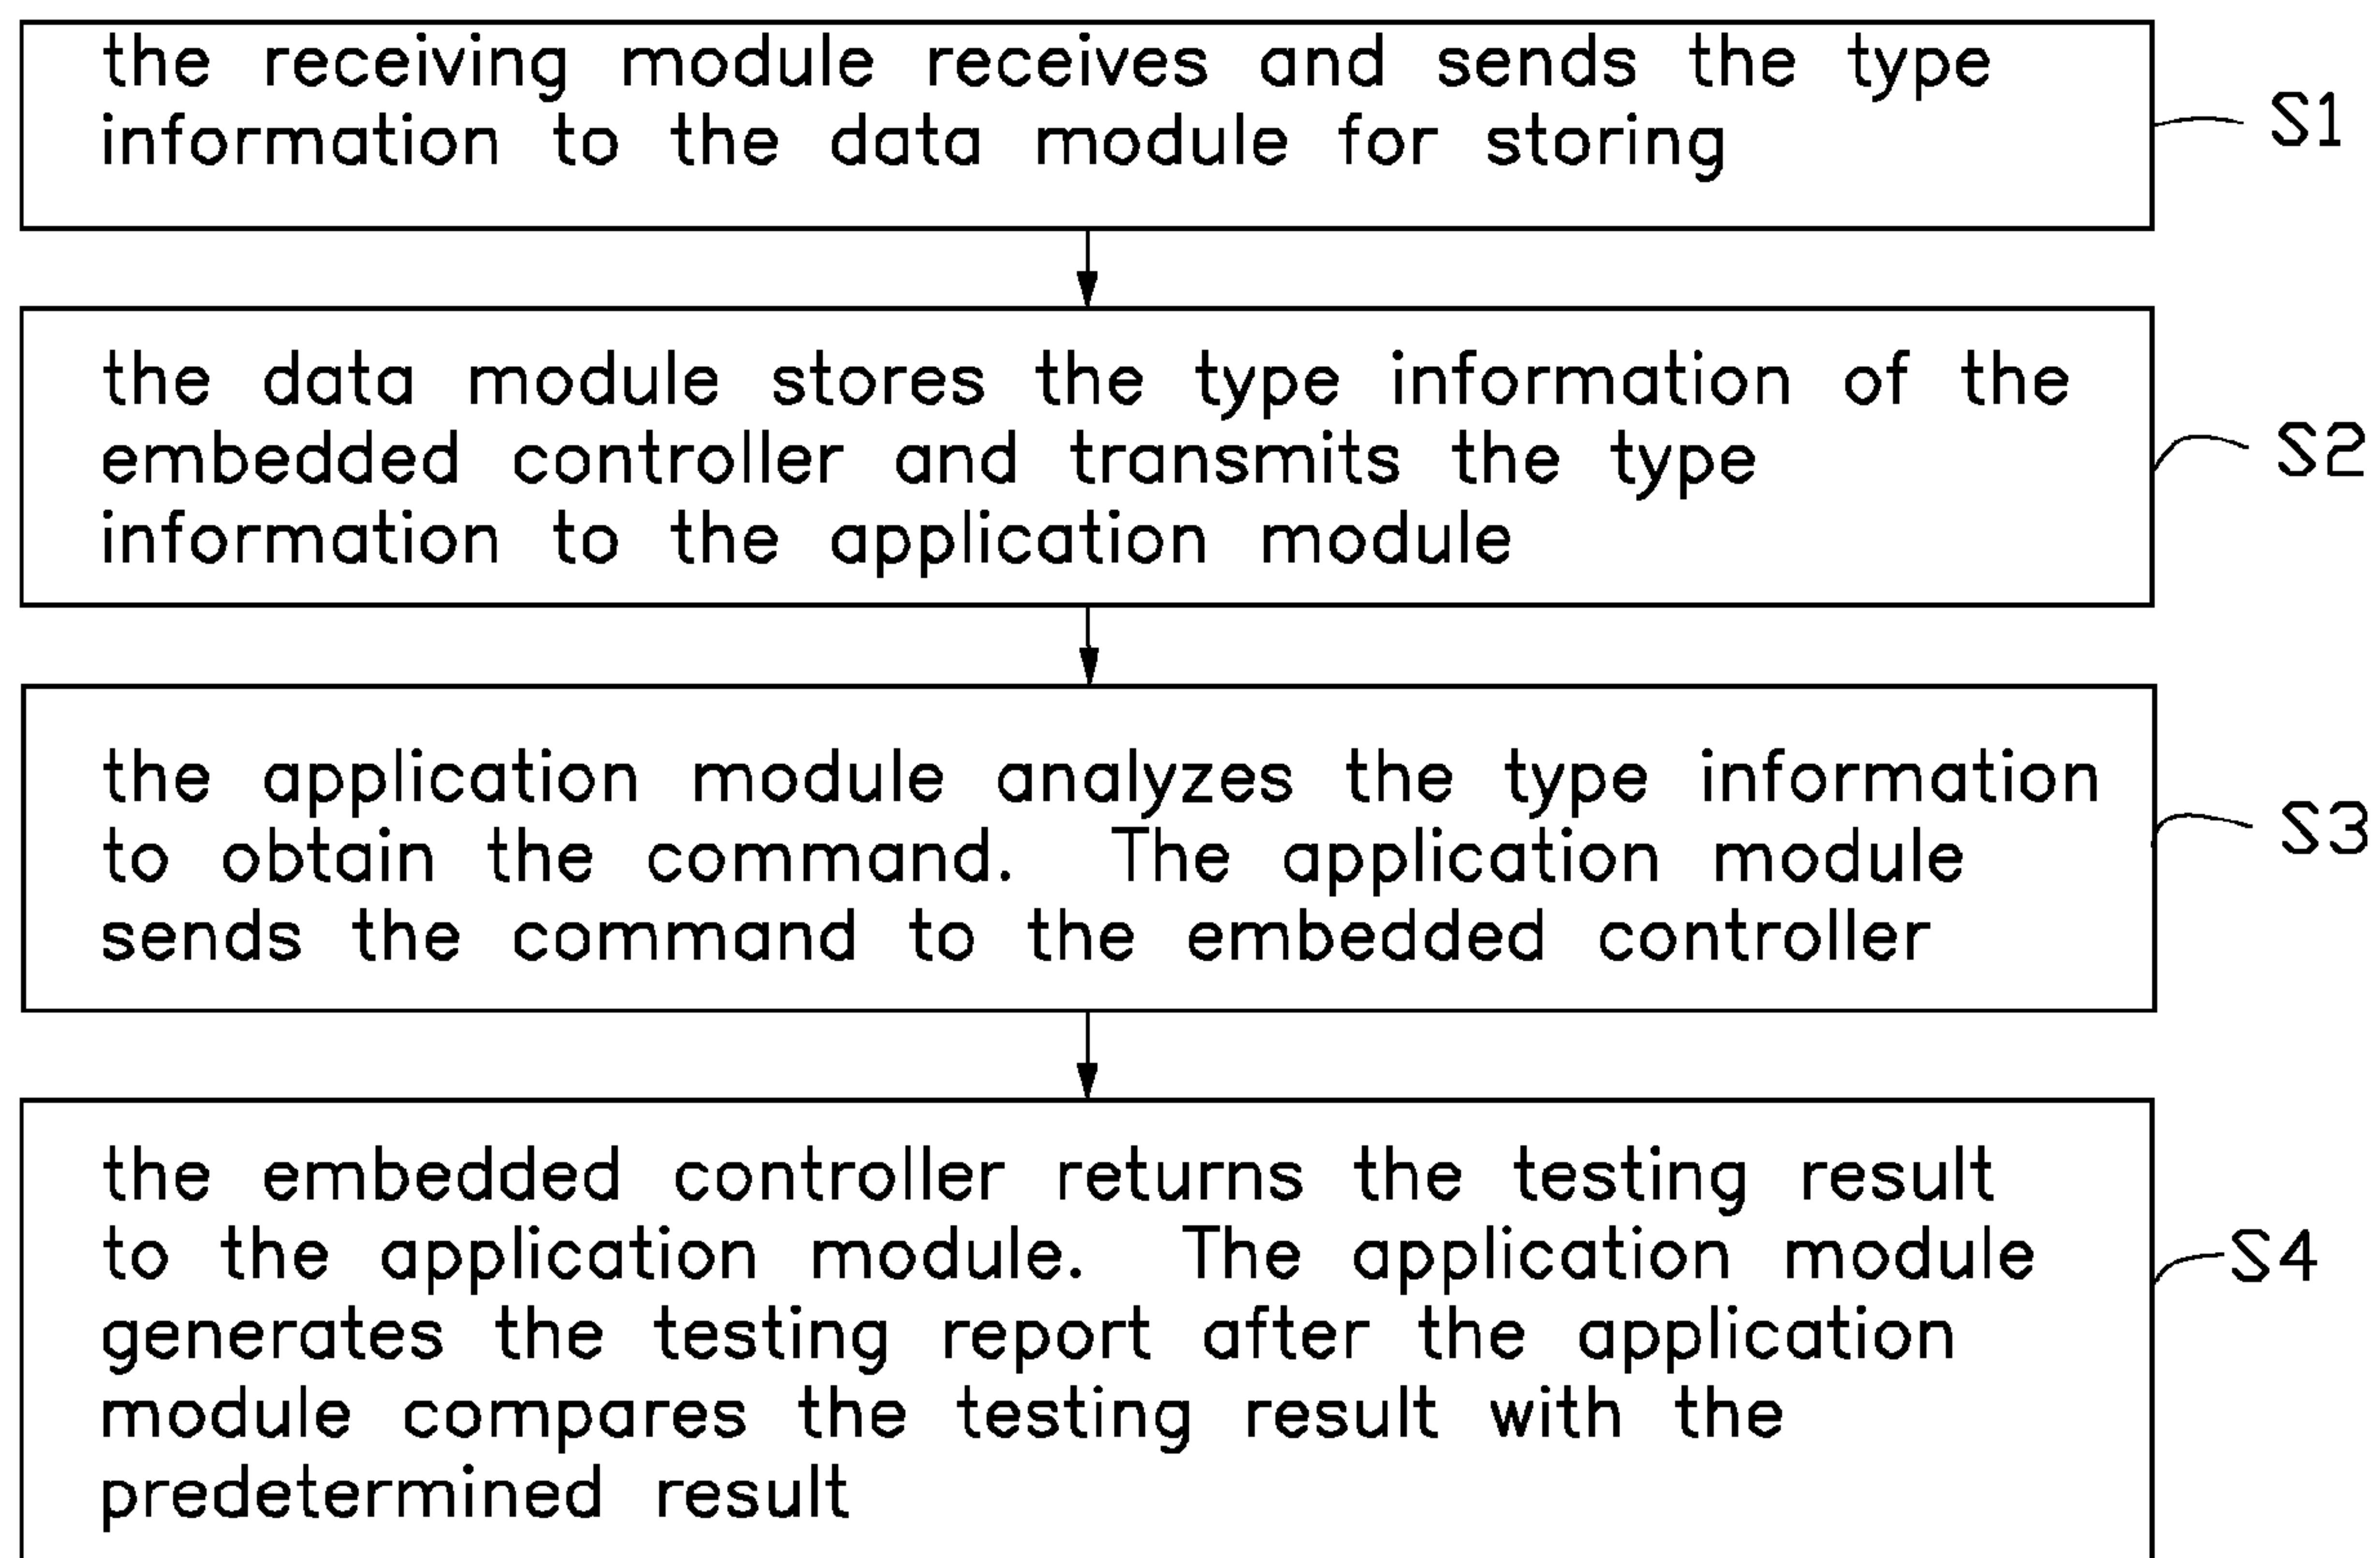 the receiving module receives and sends the type
information to the data module for storing
S1
the data module stores the type information of the
embedded controller and transmits the type
information to the application module
S2
the application module analyzes the type information
to obtain the command. The application module
sends the command to the embedded controller
S3
the embedded controller returns the testing result
to the application module. The application module
generates the testing report after the application
module compares the testing result with the
predetermined result
S4